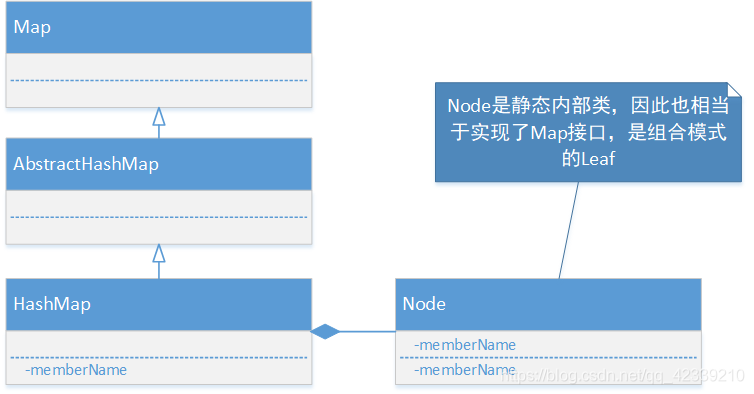 Map
Node是静态内部类，因此也相当
于实现了Map接口，是组合模式
的Leaf
AbstractHashMap
HashMap
Node
-memberName
-memberName
-memberName
https://blog.csdn.net/qq_42339210